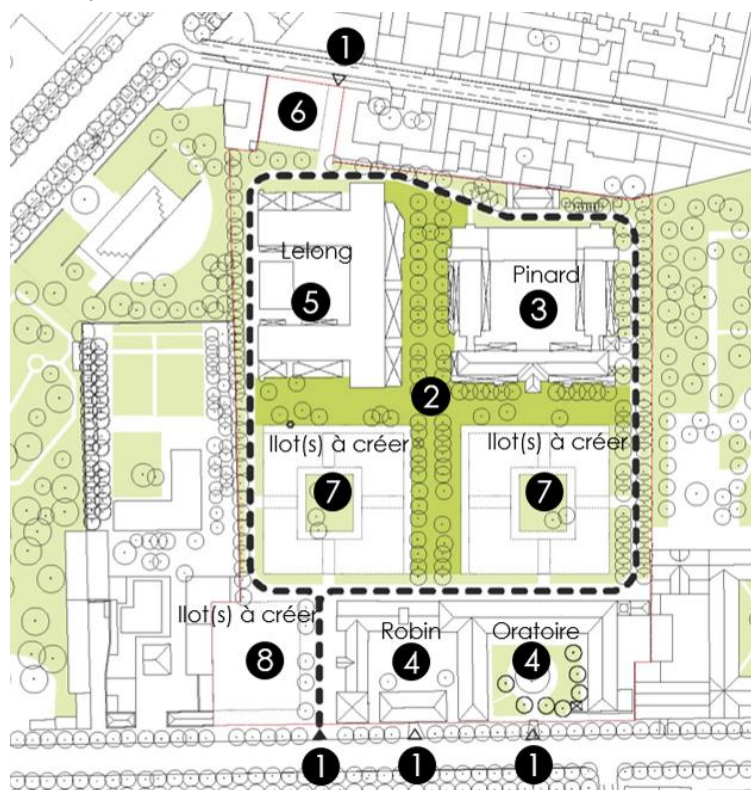 1
6
Lelong
Pinard
5
3
2
Ilot(s) à créer
Ilot(s) à créer
7
7
Ilot(s) à créer
Robin
Oratoire
8
4
4
1
1
1